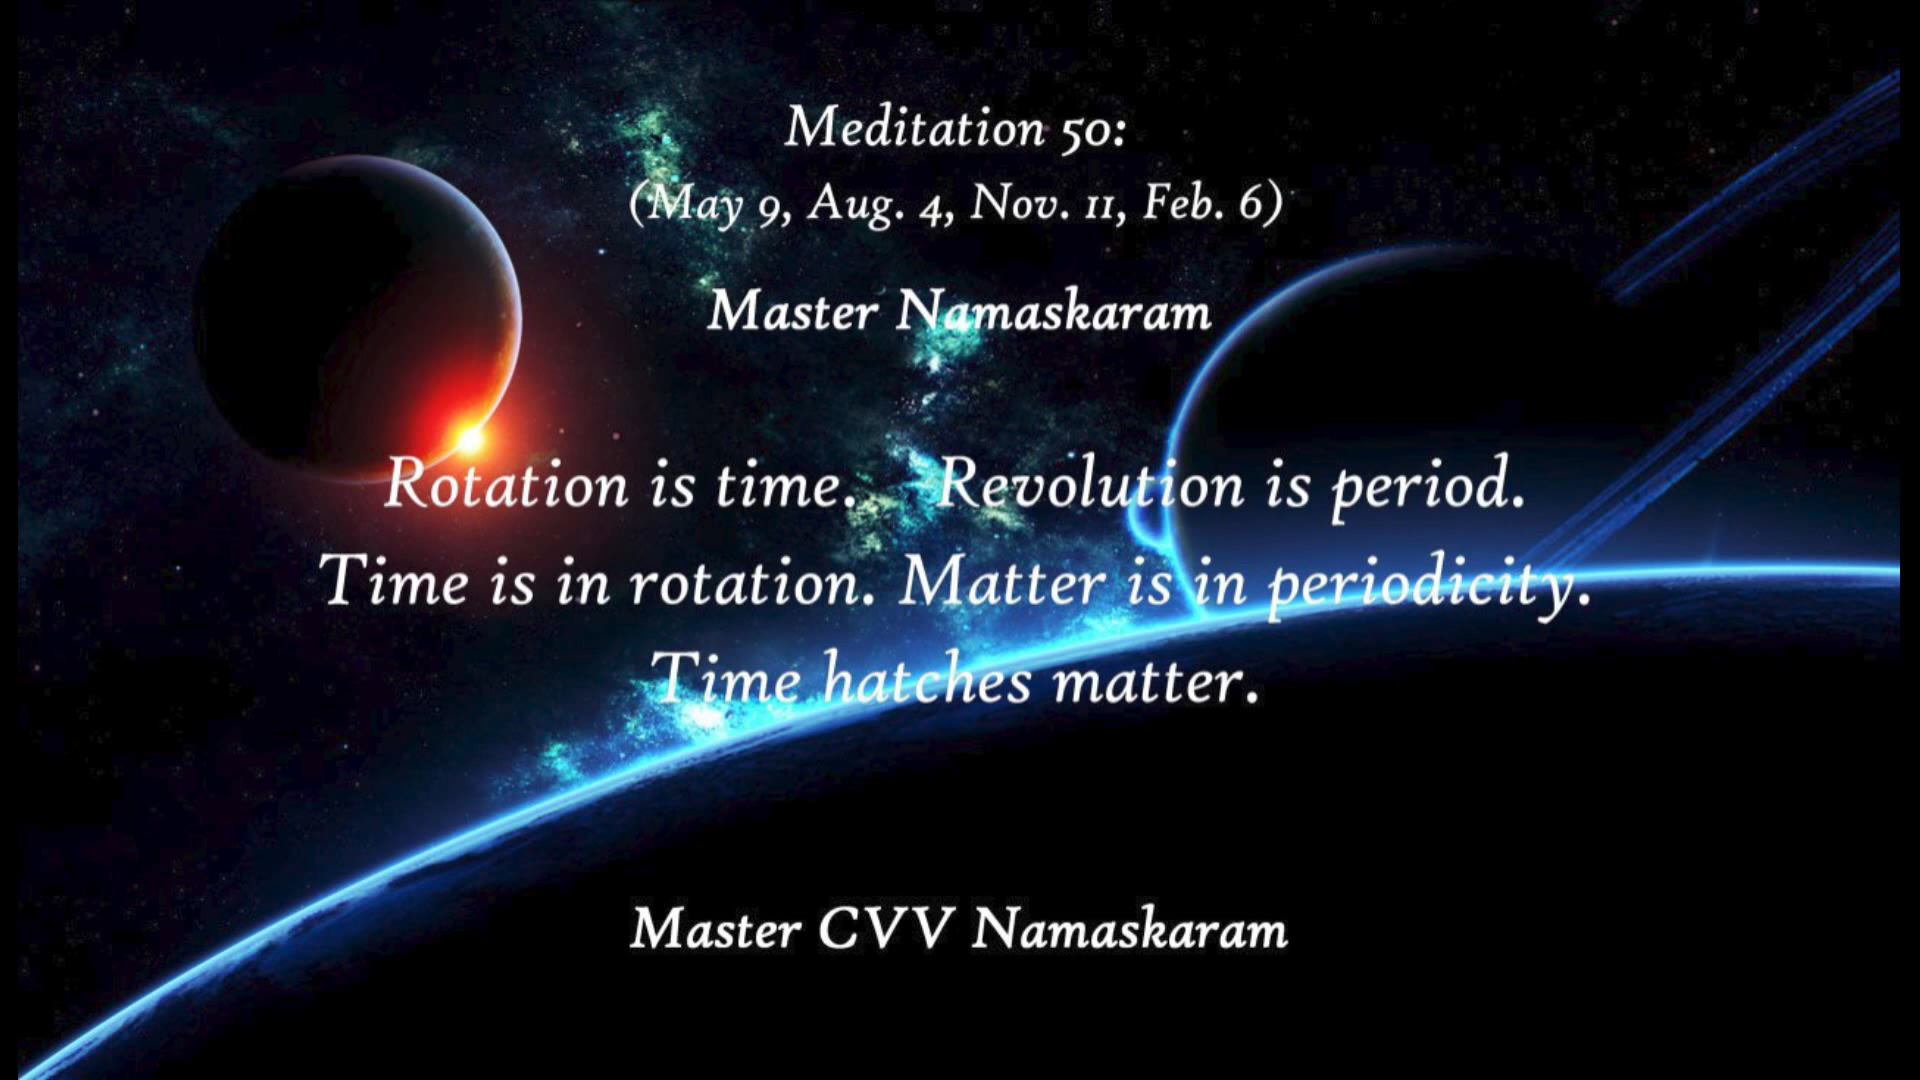 Meditation 50:
(May 9, Aug. 4, Nov. 11, Feb. 6)
Master Namaskaram
Rotation is time. Revolution is period.
Time is in rotation. Matter is in periodicity.
Time hatches matter.
Master CVV Namaskaram